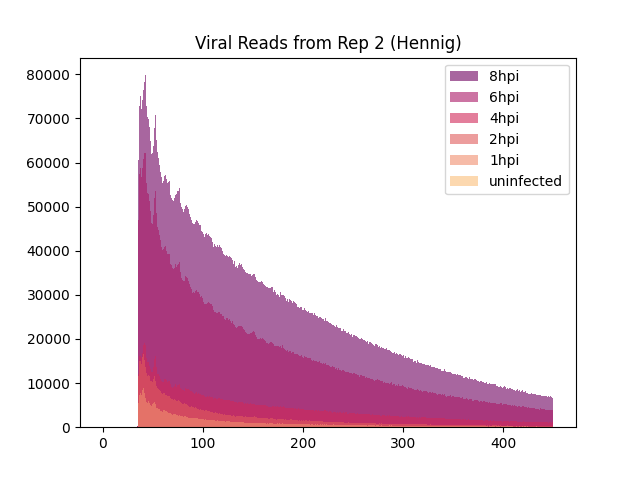 Viral Reads from Rep 2 (Hennig)
80000
70000
60000
50000
40000
30000
20000
10000
0
8hpi
6hpi
4hpi
2hpi
1hpi
uninfected
0 100 200 300 400